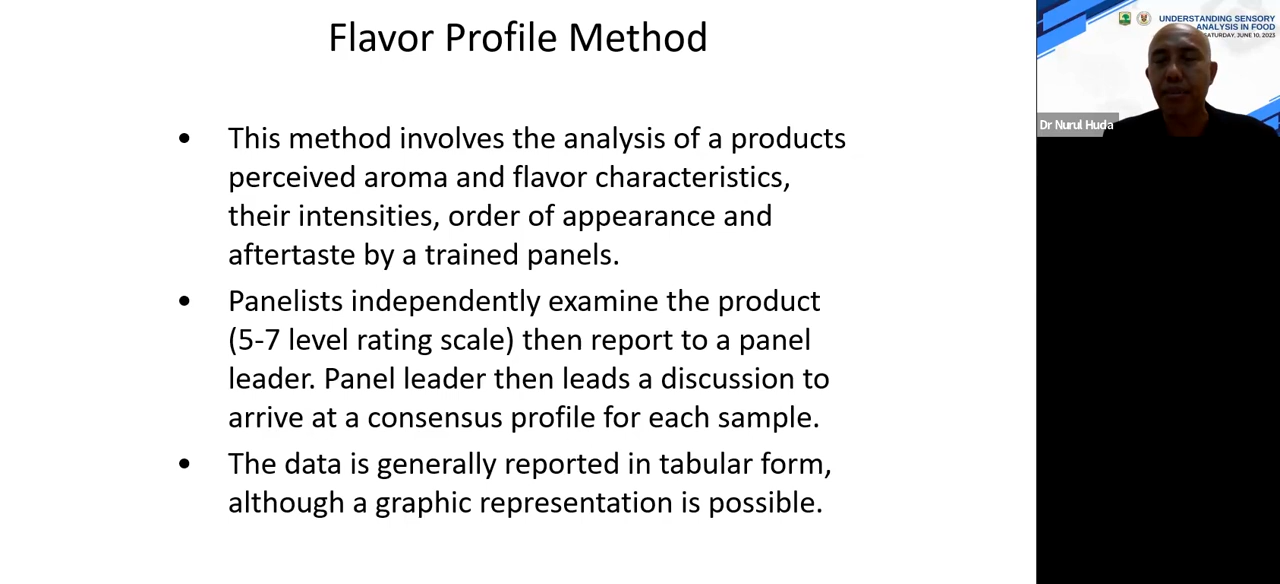 Flavor Profile Method
• This method involves the analysis of a products
perceived aroma and flavor characteristics,
their intensities, order of appearance and
aftertaste by a trained panels.
• Panelists independently examine the product
(5-7 level rating scale) then report to a panel
leader. Panel leader then leads a discussion to
arrive at a consensus profile for each sample.
• The data is generally reported in tabular form,
although a graphic representation is possible.
UNDERSTANDING SENSORY
ANALYSIS IN FOOD
SATURDAY, JUNE 10, 2023
Dr Nurul Huda